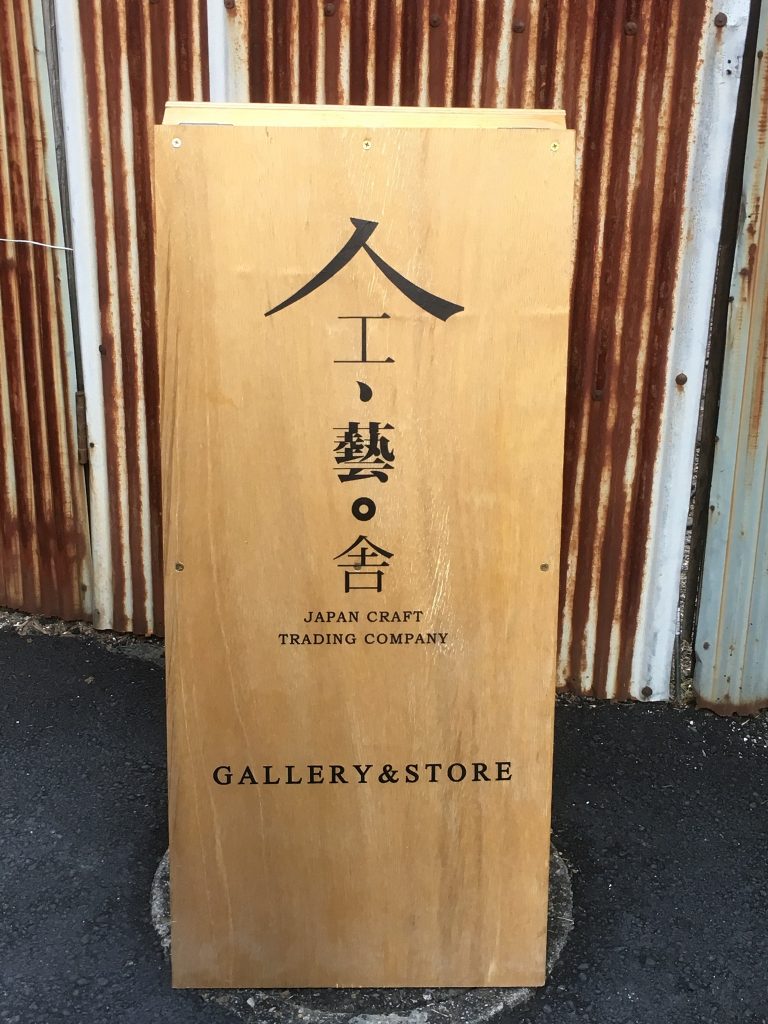 人工、藝。舎
JAPAN CRAFT
TRADING COMPANY
GALLERY&STORE